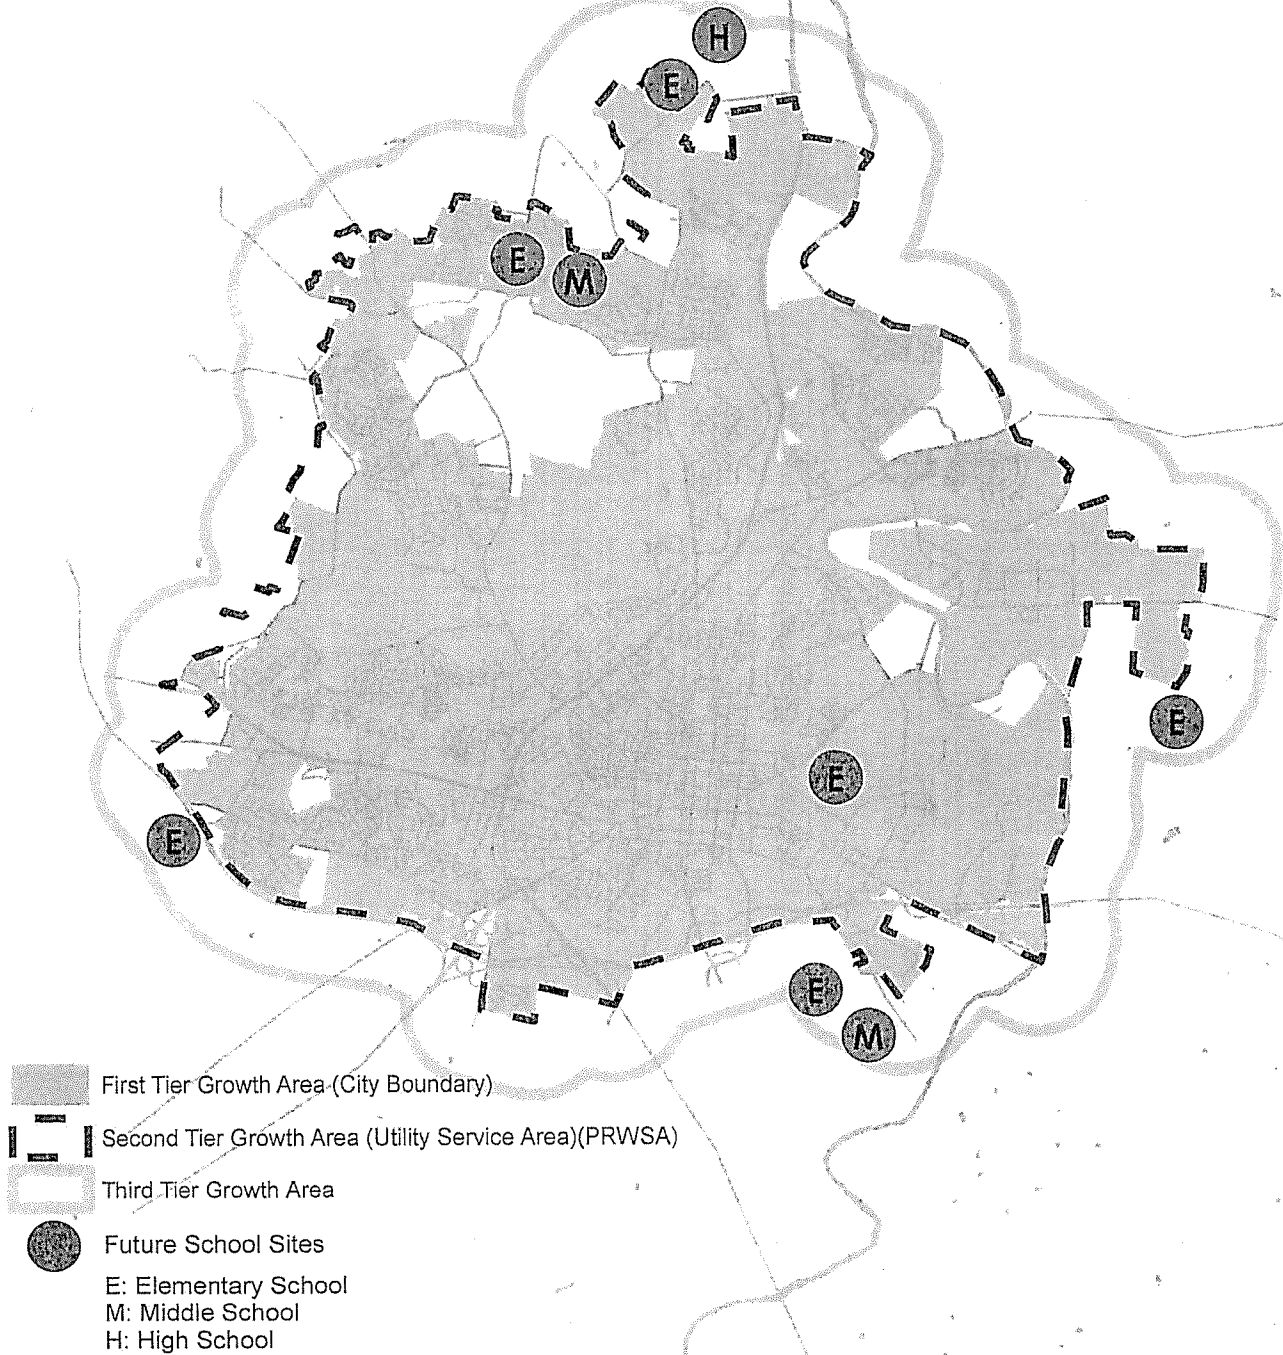 H
E
E
M
E
E
E
E
M
First Tier Growth Area (City Boundary)
Second Tier Growth Area (Utility Service Area)(PRWSA)
Third Tier Growth Area
Future School Sites
E: Elementary School
M: Middle School
H: High School